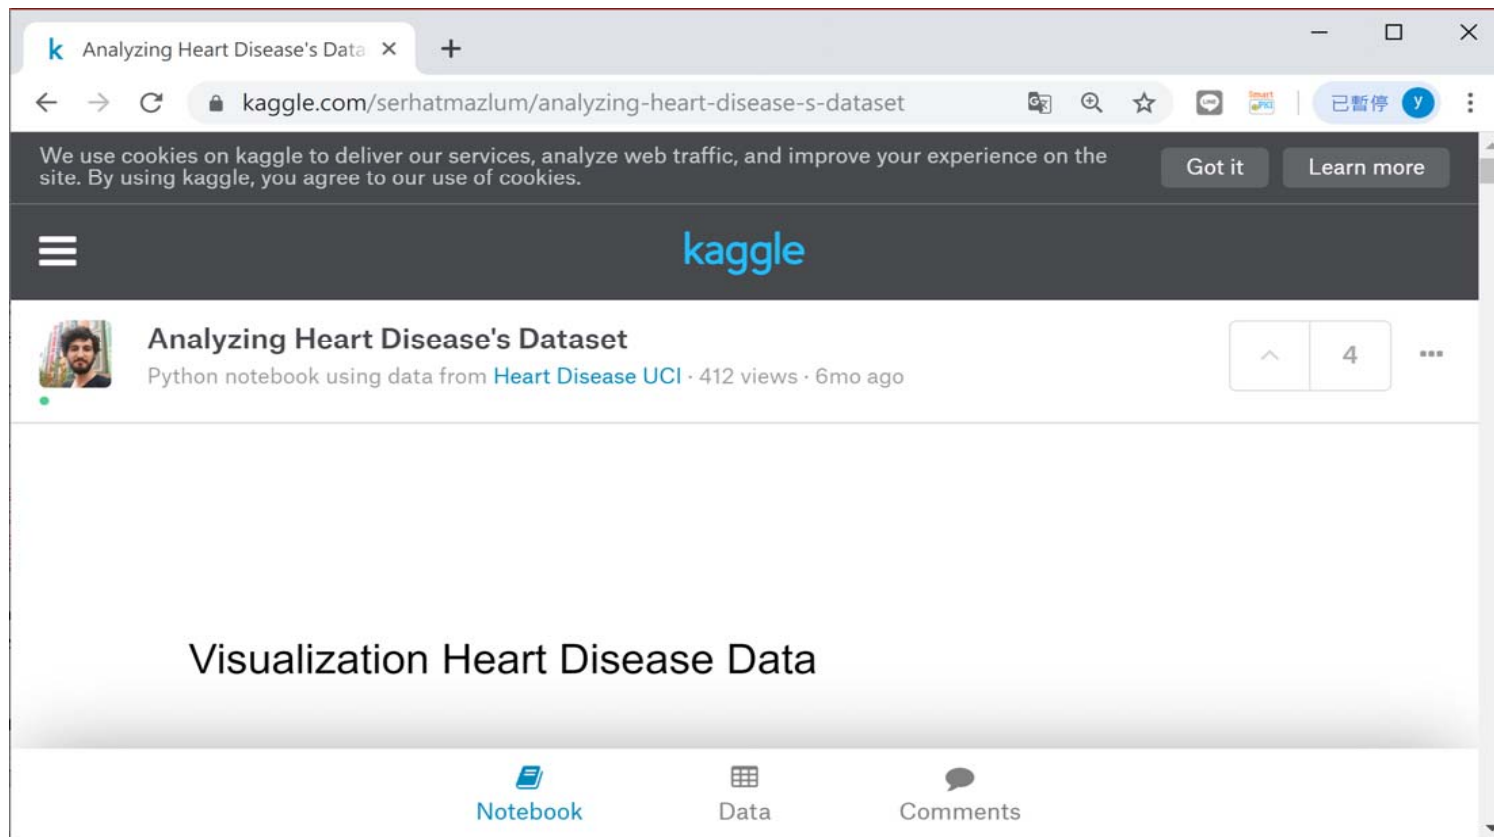 k Analyzing Heart Disease's Data
kaggle.com/serhatmazlum/analyzing-heart-disease-s-dataset
LINE
Smart
PKI
已暫停 y
We use cookies on kaggle to deliver our services, analyze web traffic, and improve your experience on the
site. By using kaggle, you agree to our use of cookies.
Got it
Learn more
kaggle
Analyzing Heart Disease's Dataset
4
Python notebook using data from Heart Disease UCI · 412 views · 6mo ago
Visualization Heart Disease Data
Notebook
Data
Comments